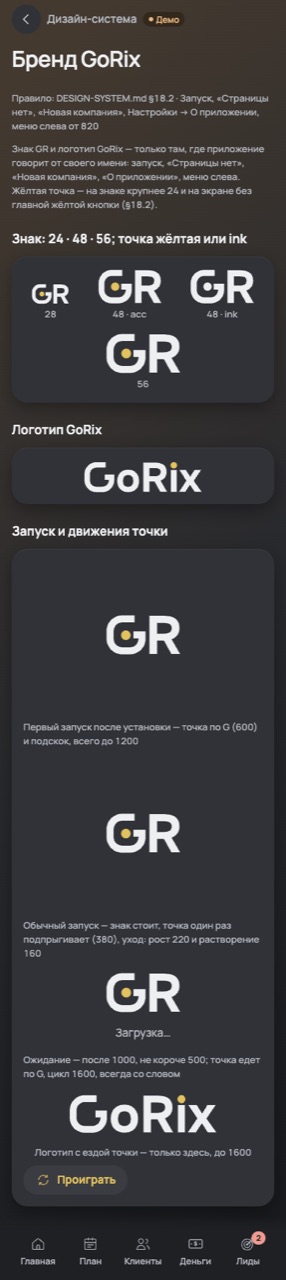 Дизайн-система
Демо
Бренд GoRix
Правило: DESIGN-SYSTEM.md §18.2 · Запуск, «Страницы
нет», «Новая компания», Настройки → О приложении,
меню слева от 820
Знак GR и логотип GoRix — только там, где приложение
говорит от своего имени: запуск, «Страницы нет»,
«Новая компания», «О приложении», меню слева.
Жёлтая точка — на знаке крупнее 24 и на экране без
главной жёлтой кнопки (§18.2).
Знак: 24 · 48 · 56; точка жёлтая или ink
GR
GR
GR
28
48 · acc
48 · ink
GR
56
Логотип GoRix
GoRix
Запуск и движения точки
GR
Первый запуск после установки — точка по G (600)
и подскок, всего до 1200
GR
Обычный запуск — знак стоит, точка один раз
подпрыгивает (380), уход: рост 220 и растворение
160
GR
Загрузка…
Ожидание — после 1000, не короче 500; точка едет
по G, цикл 1600, всегда со словом
GoRix
Логотип с ездой точки — только здесь, до 1600
Проиграть
Главная
План
Клиенты
Деньги
2
Лиды